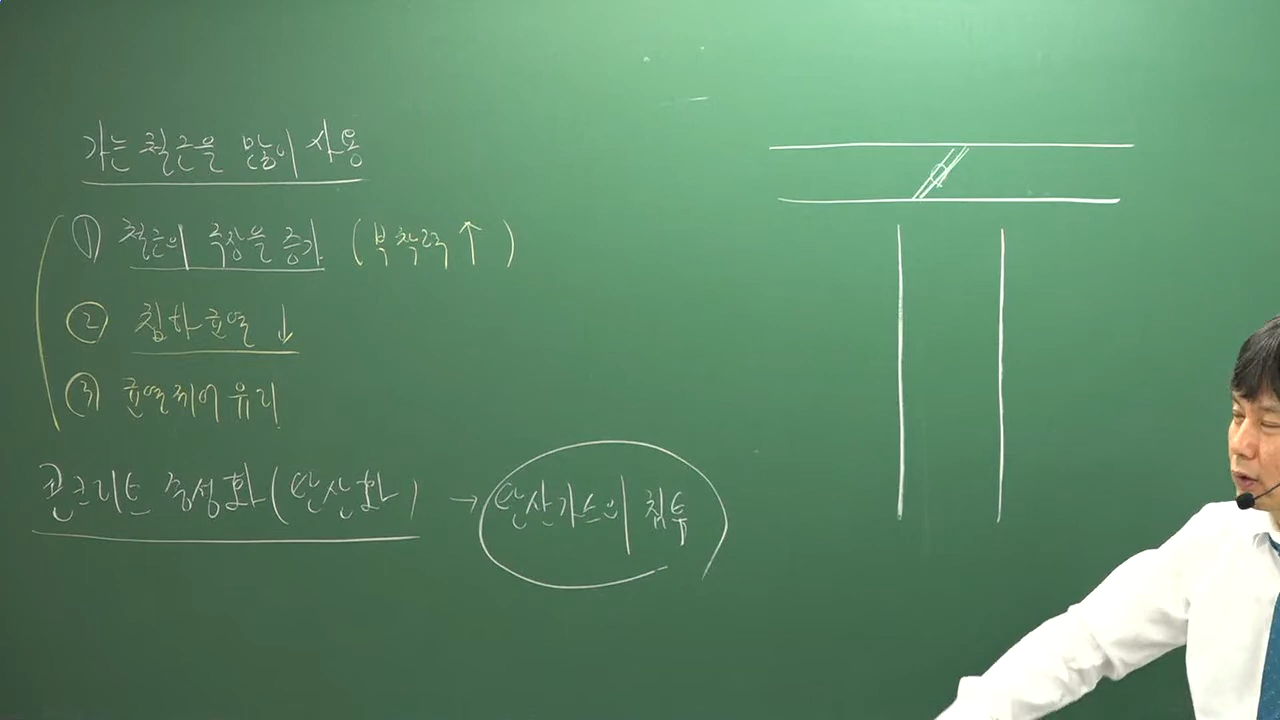 가는 철근을 많이 사용
① 철근의 주장을 증가 (부착력 ↑)
② 침하균열 ↓
③ 균열제어 유리
콘크리트 중성화(탄산화) → 탄산가스의 침투